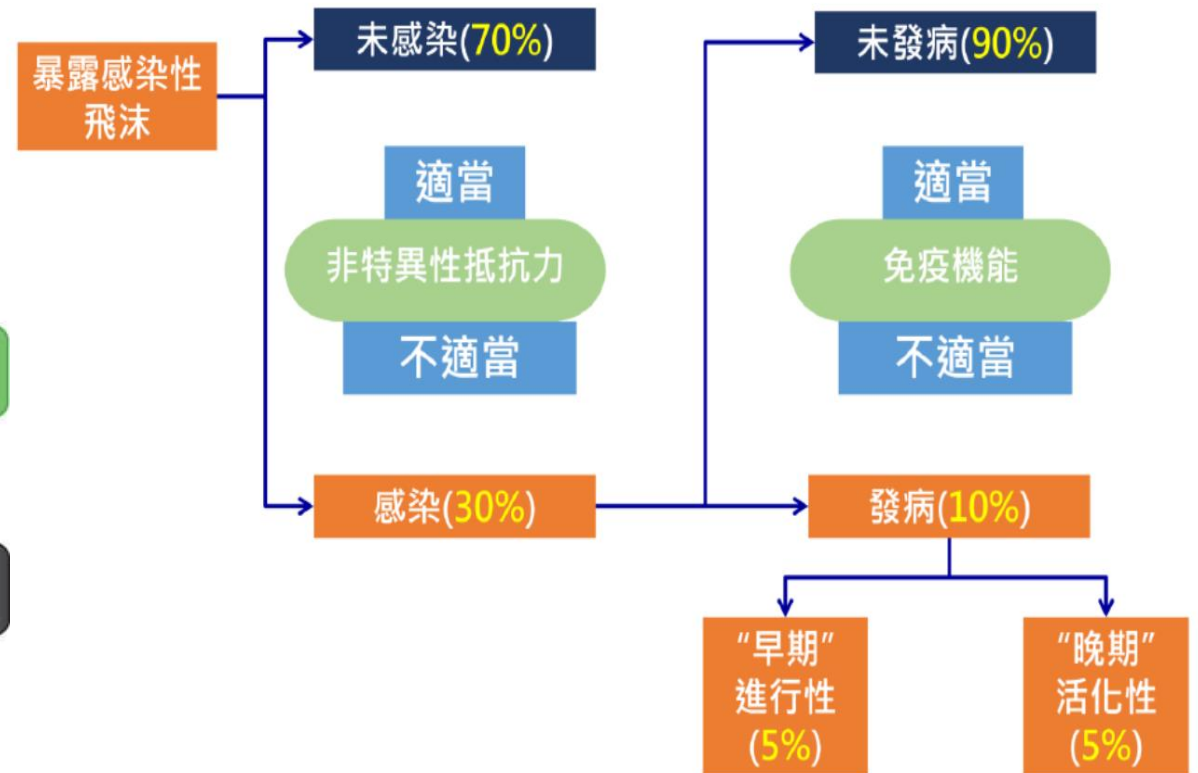 暴露感染性
飛沫
未感染(70%)
未發病(90%)
適當
非特異性抵抗力
不適當
適當
免疫機能
不適當
感染(30%)
發病(10%)
“早期”
進行性
(5%)
“晚期”
活化性
(5%)